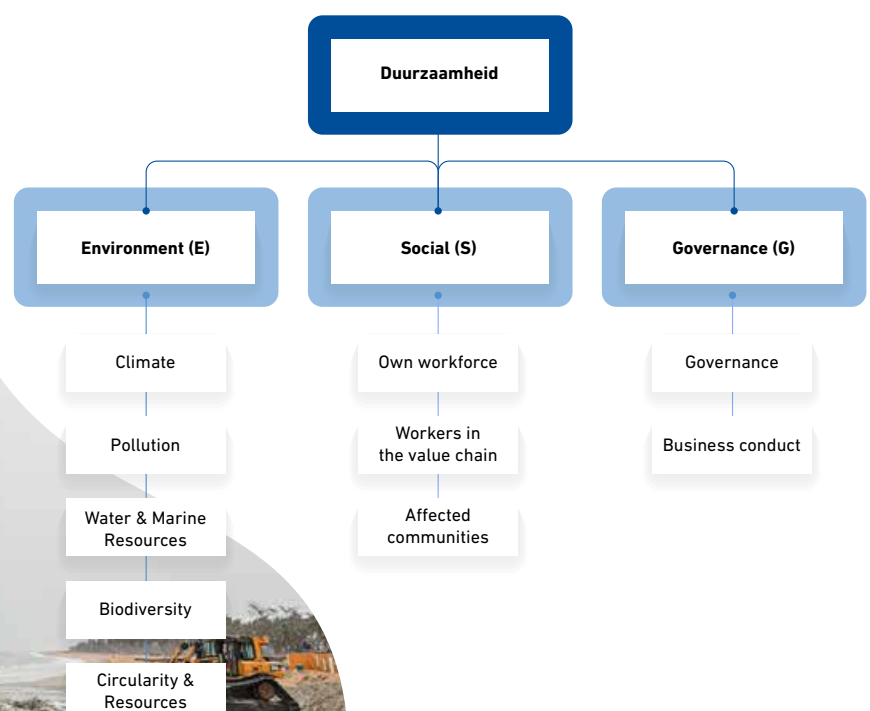 Duurzaamheid
Environment (E)
Climate
Pollution
Water & Marine
Resources
Biodiversity
Circularity &
Resources
Social (S)
Own workforce
Workers in
the value chain
Affected
communities
Governance (G)
Governance
Business conduct